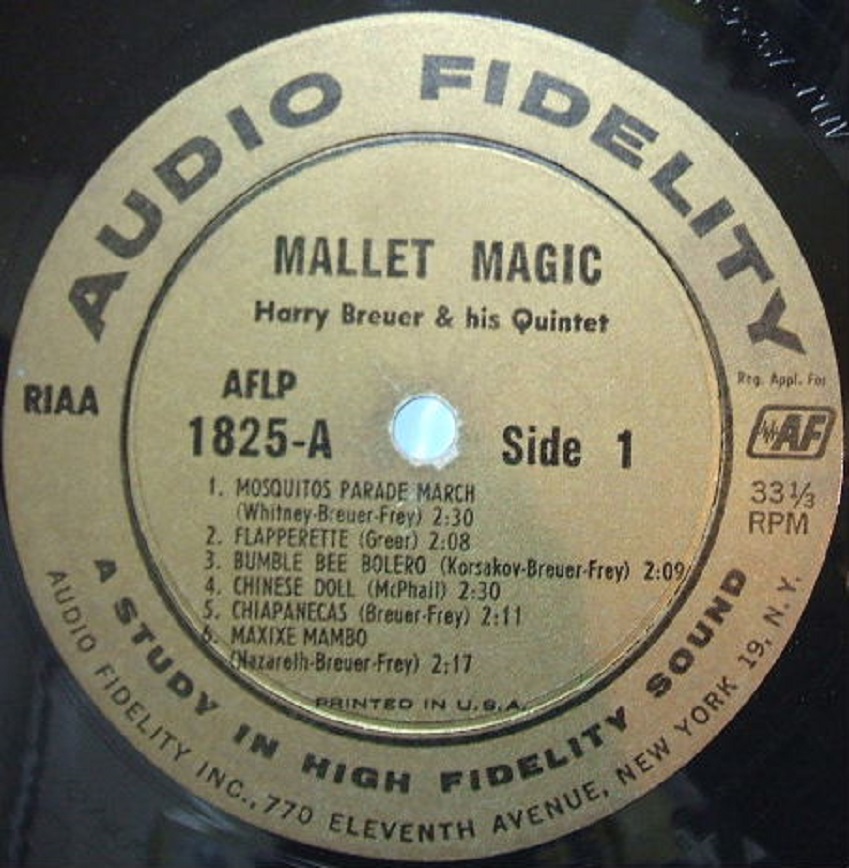 AUDIO FIDELITY
MALLET MAGIC
Harry Breuer & his Quintet
RIAA
AFLP
1825-A
Side 1
Reg. Appl. For
AF
33 1/3
RPM
1. MOSQUITOS PARADE MARCH
(Whitney-Breuer-Frey) 2:30
2. FLAPPERETTE (Greer) 2:08
3. BUMBLE BEE BOLERO (Korsakov-Breuer-Frey) 2:09
4. CHINESE DOLL (McPhail) 2:30
5. CHIAPANECAS (Breuer-Frey) 2:11
6. MAXIXE MAMBO
(Nazareth-Breuer-Frey) 2:17
PRINTED IN U.S.A.
A STUDY IN HIGH FIDELITY SOUND
AUDIO FIDELITY INC., 770 ELEVENTH AVENUE, NEW YORK 19, N.Y.